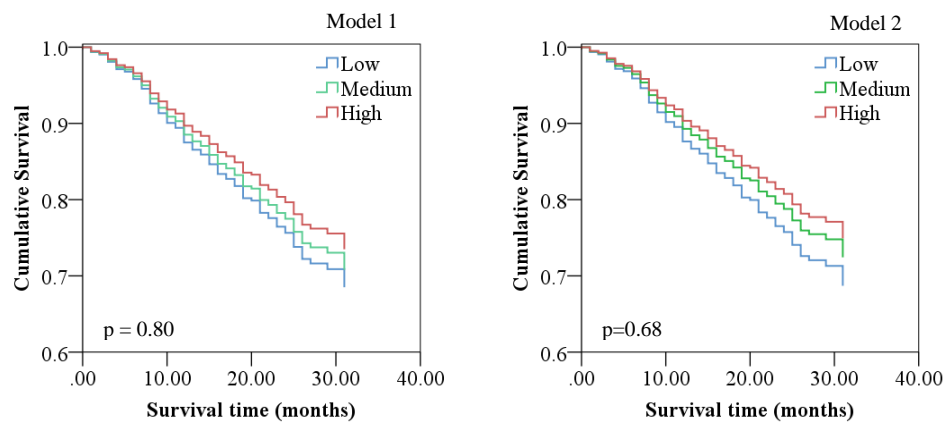 Model 1
1.0
0.9
0.8
0.7
0.6
Cumulative Survival
Low
Medium
High
p = 0.80
.00 10.00 20.00 30.00 40.00
Survival time (months)
Model 2
1.0
0.9
0.8
0.7
0.6
Cumulative Survival
Low
Medium
High
p=0.68
.00 10.00 20.00 30.00 40.00
Survival time (months)